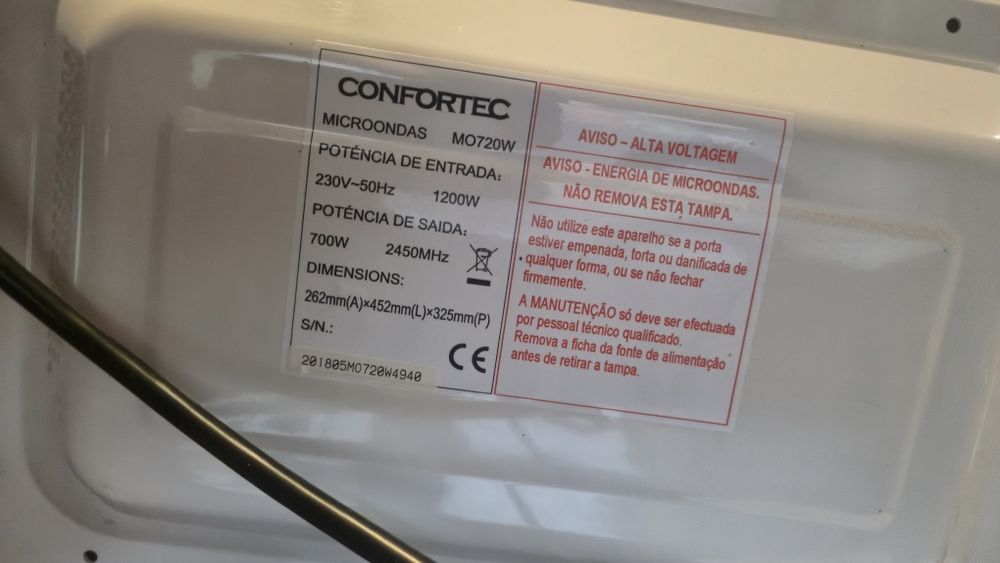 CONFORTEC
MICROONDAS MO720W
POTÉNCIA DE ENTRADA:
230V~50Hz 1200W
POTÉNCIA DE SAIDA:
700W 2450MHz
DIMENSIONS:
262mm(A)×452mm(L)×325mm(P)
S/N.:
201805MO720W4940
CE
AVISO – ALTA VOLTAGEM
AVISO - ENERGIA DE MICROONDAS.
NÃO REMOVA ESTA TAMPA.
Não utilize este aparelho se a porta
estiver empenada, torta ou danificada de
qualquer forma, ou se não fechar
firmemente.
A MANUTENÇÃO só deve ser efectuada
por pessoal técnico qualificado.
Remova a ficha da fonte de alimentação
antes de retirar a tampa.